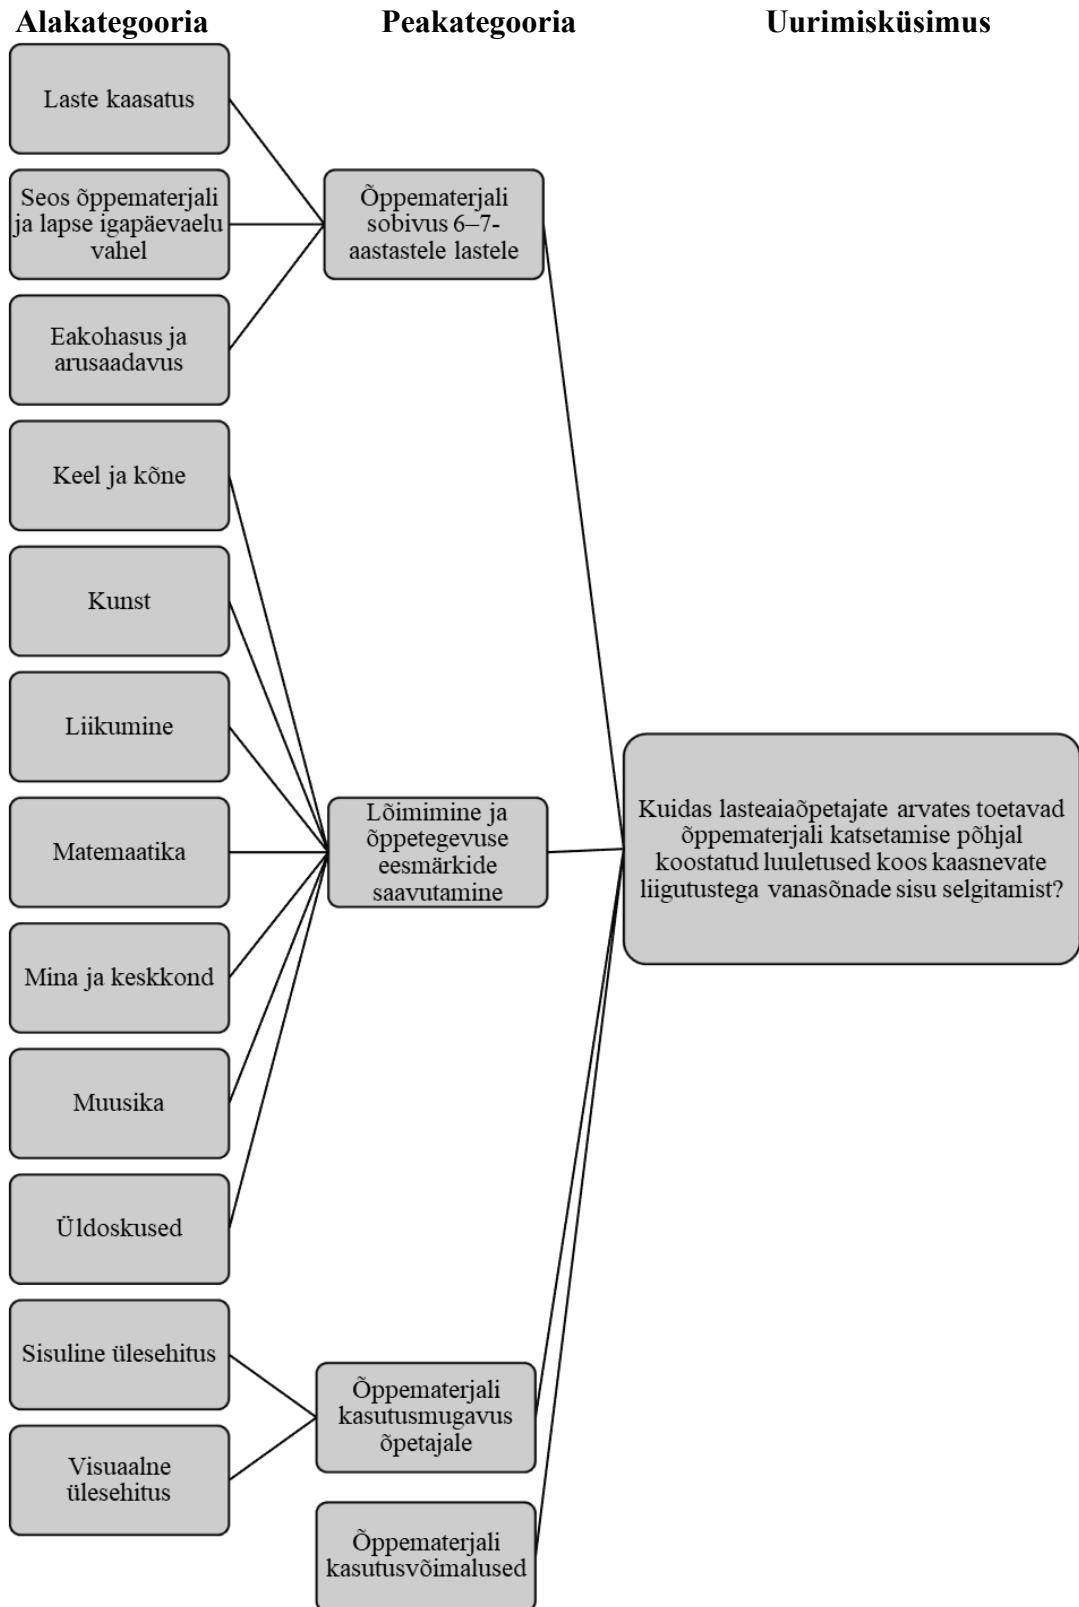 Alakategooria Peakategooria Uurimisküsimus
Laste kaasatus
Seos õppematerjali
ja lapse igapäevaelu
vahel
Eakohasus ja
arusaadavus
Keel ja kõne
Kunst
Liikumine
Matemaatika
Mina ja keskkond
Muusika
Üldoskused
Sisuline ülesehitus
Visuaalne
ülesehitus
Õppematerjali
sobivus 6–7-
aastastele lastele
Lõimimine ja
õppetegevuse
eesmärkide
saavutamine
Õppematerjali
kasutusmugavus
õpetajale
Õppematerjali
kasutusvõimalused
Kuidas lasteaiaõpetajate arvates toetavad
õppematerjali katsetamise põhjal
koostatud luuletused koos kaasnevate
liigutustega vanasõnade sisu selgitamist?